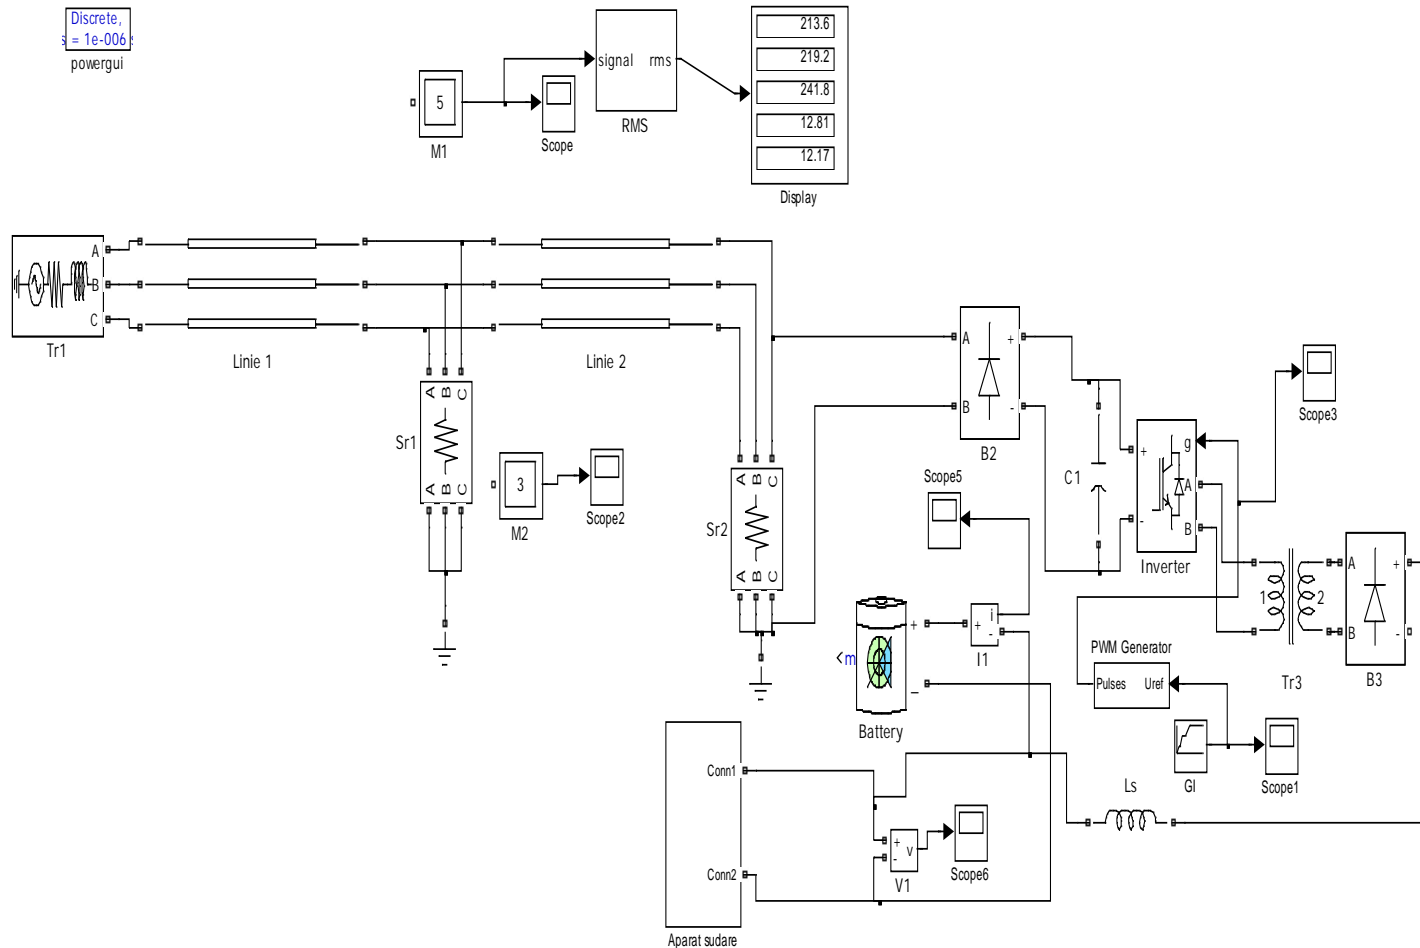 Discrete,
s = 1e-006 s
powergui
5
M1
Scope
signal rms
RMS
213.6
219.2
241.8
12.81
12.17
Display
A
B
C
Tr1
Linie 1
Linie 2
A B C
Sr1
A B C
3
M2
Scope2
A B C
Sr2
A B C
A +
B -
B2
C1
+ g
A
- B
Inverter
Scope3
Scope5
1 2
Tr3
A +
B -
B3
+ i
-
I1
<m
+
-
Battery
PWM Generator
Pulses Uref
GI
Scope1
Ls
Conn1
Conn2
Aparat sudare
+ v
-
V1
Scope6